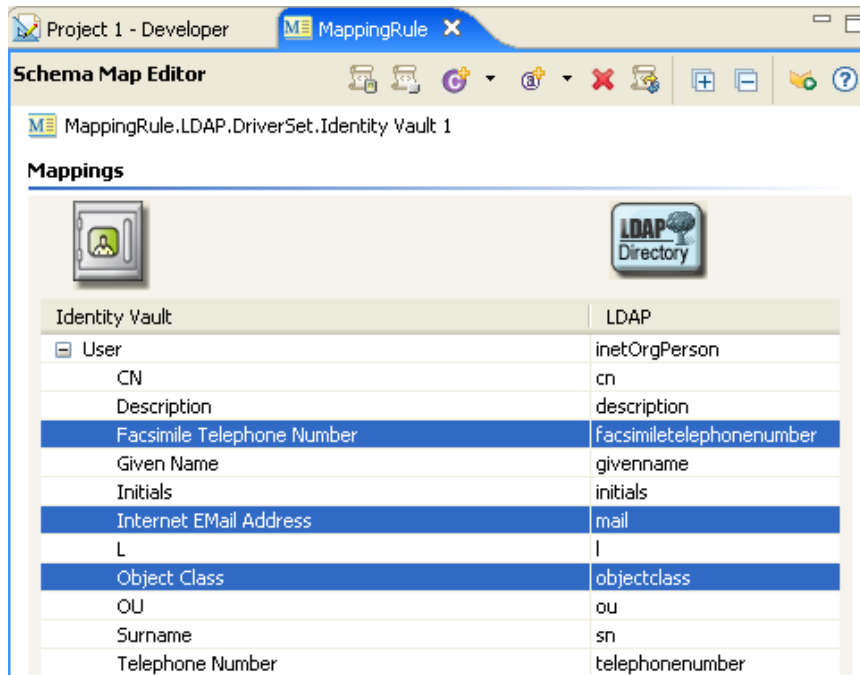 Project 1 - Developer
MappingRule
Schema Map Editor
MappingRule.LDAP.DriverSet.Identity Vault 1
Mappings
LDAP
Directory
Identity Vault LDAP
User inetOrgPerson
CN cn
Description description
Facsimile Telephone Number facsimiletelephonenumber
Given Name givenname
Initials initials
Internet EMail Address mail
L l
Object Class objectclass
OU ou
Surname sn
Telephone Number telephonenumber